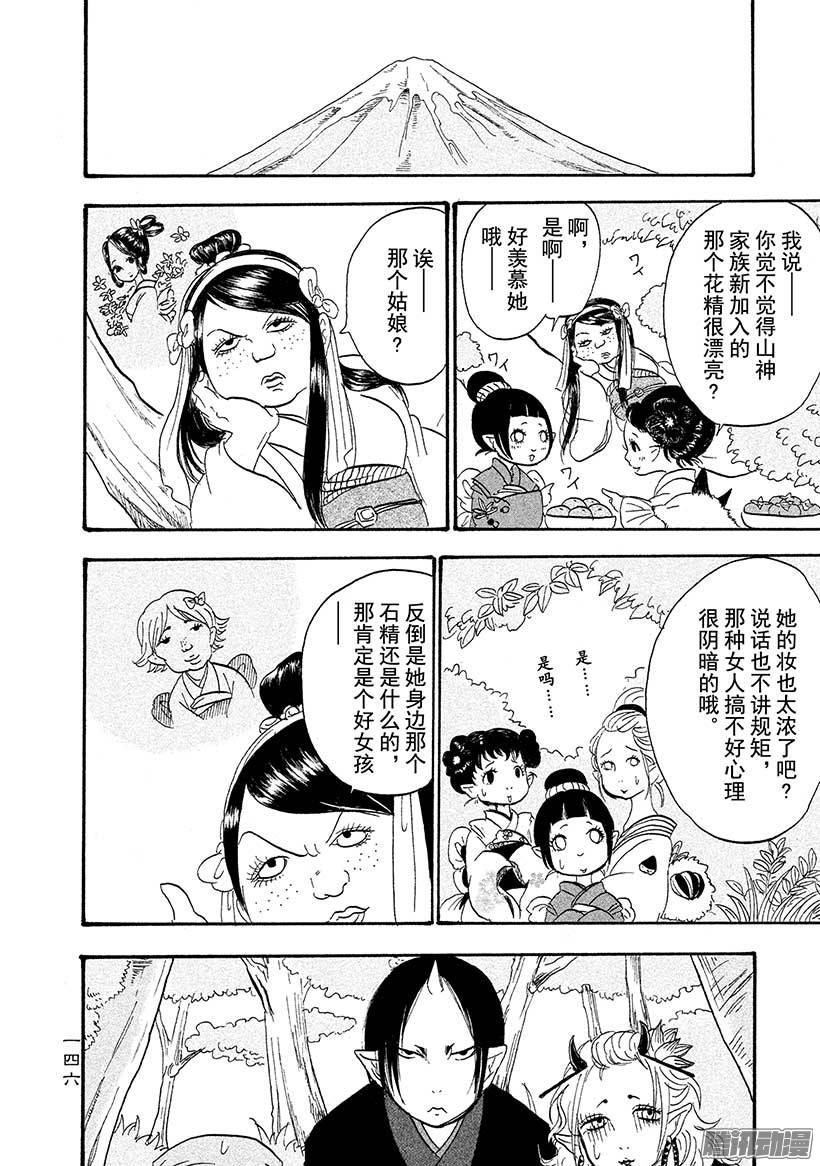 我说——
你觉不觉得山神
家族新加入的
那个花精很漂亮？
啊，
是啊——
好羡慕她
哦——
ワイ
ワイ
诶——
那个姑娘？
她的妆也太浓了吧？
说话也不讲规矩，
那种女人搞不好心理
很阴暗的哦。
是……
是吗……
反倒是她身边那个
石精还是什么的，
那肯定是个好女孩
——
一四六
腾讯动漫